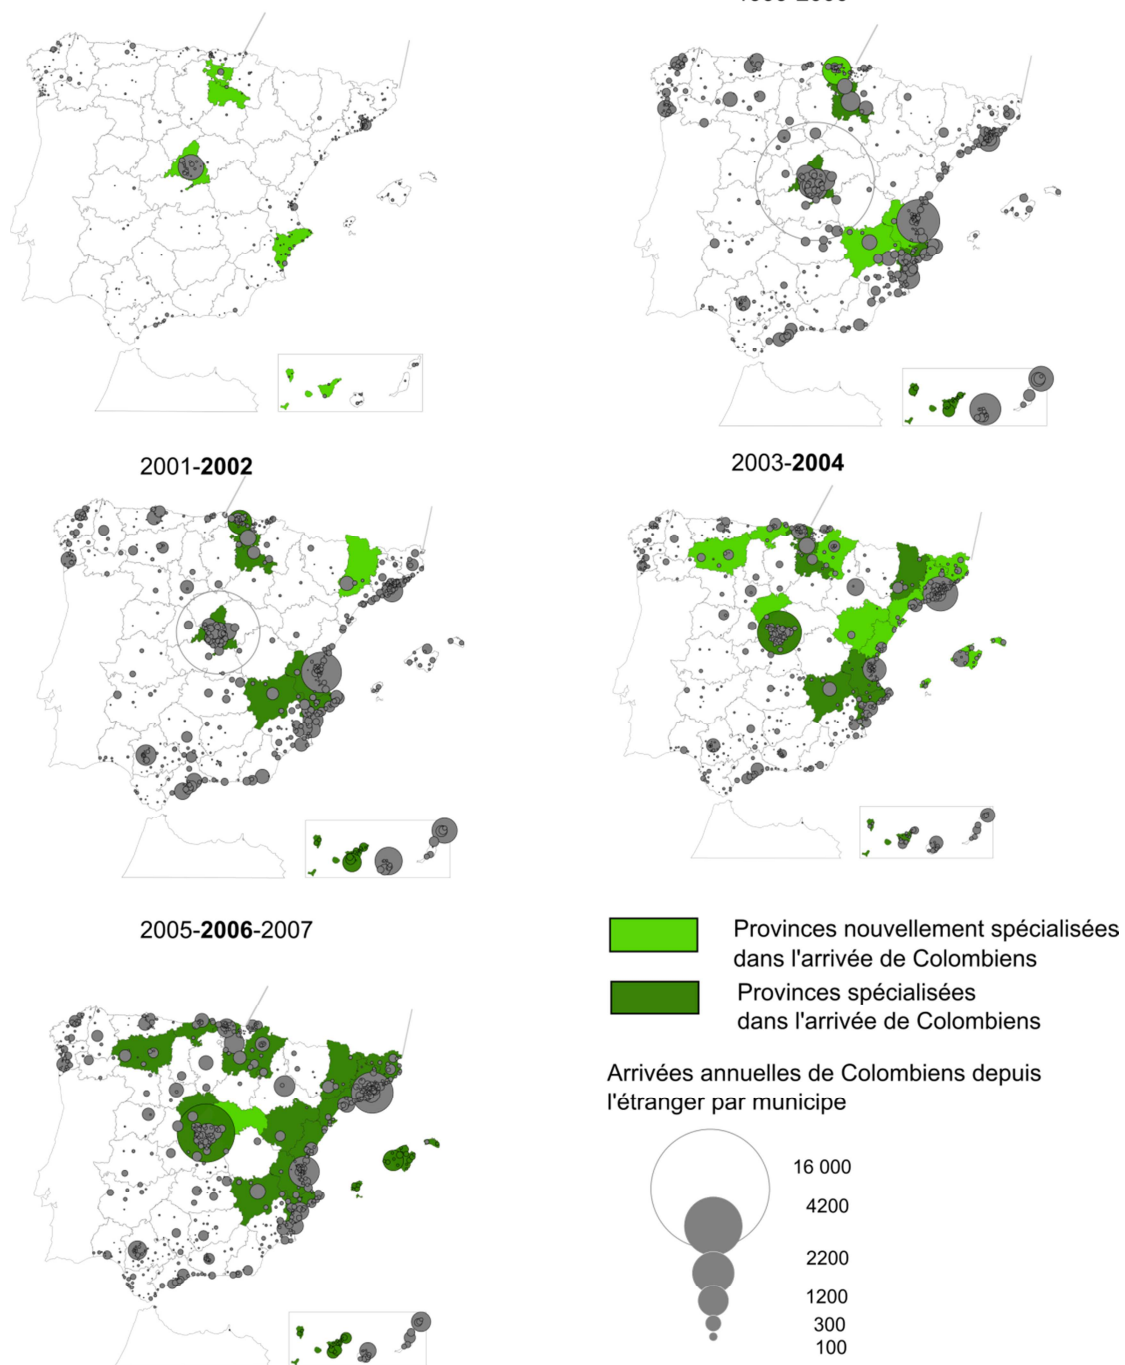 2001-2002
2003-2004
2005-2006-2007
Provinces nouvellement spécialisées
dans l'arrivée de Colombiens
Provinces spécialisées
dans l'arrivée de Colombiens
Arrivées annuelles de Colombiens depuis
l'étranger par municipe
16 000
4200
2200
1200
300
100